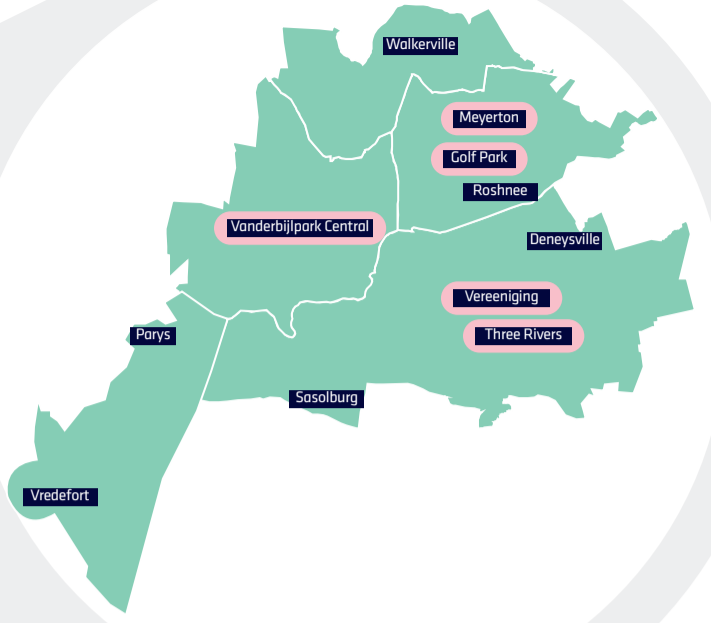 Walkerville
Meyerton
Golf Park
Roshnee
Vanderbijlpark Central
Deneysville
Vereeniging
Three Rivers
Parys
Sasolburg
Vredefort